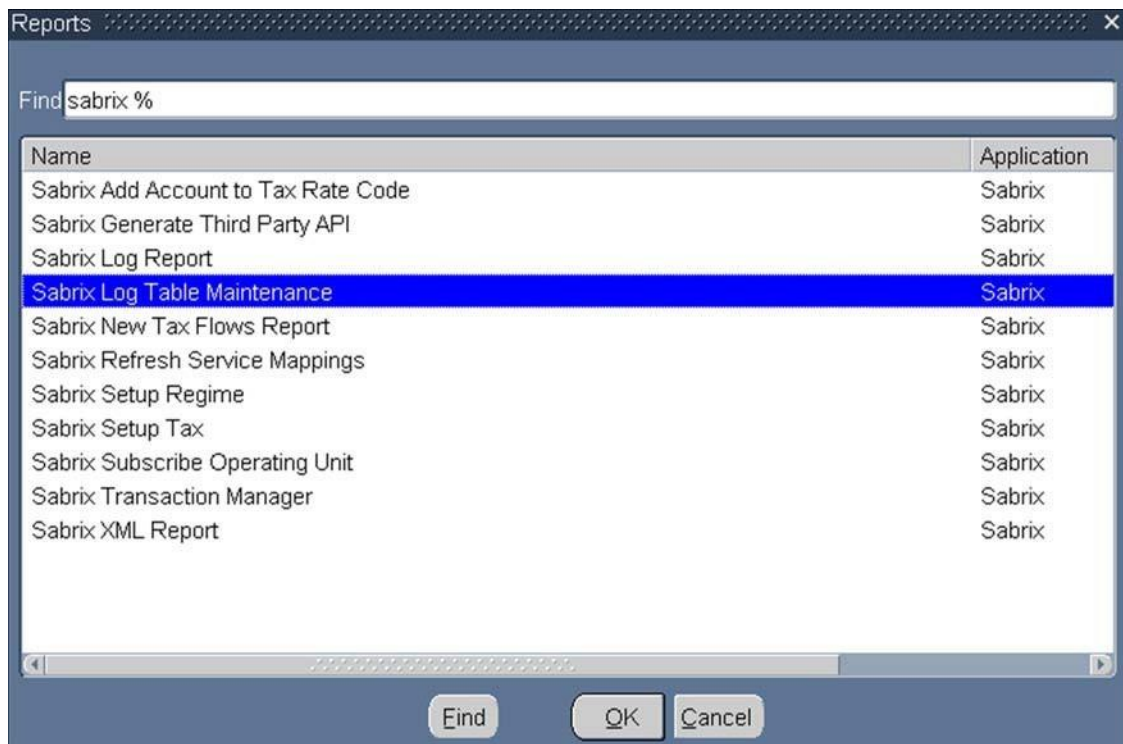 Reports
Find sabrix %
Name Application
Sabrix Add Account to Tax Rate Code Sabrix
Sabrix Generate Third Party API Sabrix
Sabrix Log Report Sabrix
Sabrix Log Table Maintenance Sabrix
Sabrix New Tax Flows Report Sabrix
Sabrix Refresh Service Mappings Sabrix
Sabrix Setup Regime Sabrix
Sabrix Setup Tax Sabrix
Sabrix Subscribe Operating Unit Sabrix
Sabrix Transaction Manager Sabrix
Sabrix XML Report Sabrix
Find OK Cancel